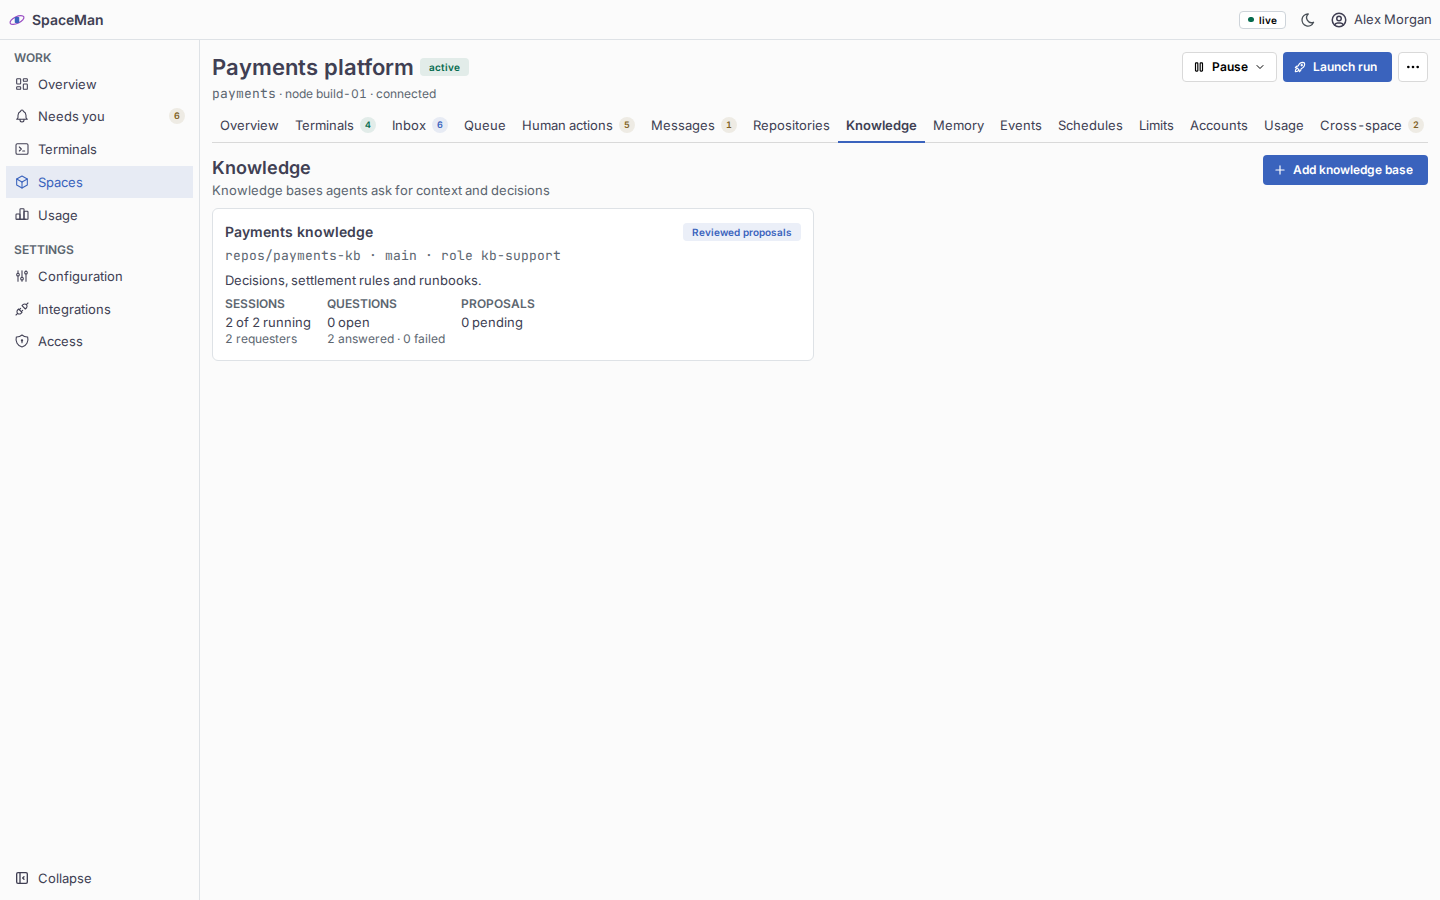 SpaceMan
live
Alex Morgan
WORK
Overview
Needs you 6
Terminals
Spaces
Usage
SETTINGS
Configuration
Integrations
Access
Collapse
Payments platform active
payments · node build-01 · connected
Pause
Launch run
Overview Terminals 4 Inbox 6 Queue Human actions 5 Messages 1 Repositories Knowledge Memory Events Schedules Limits Accounts Usage Cross-space 2
Knowledge
Knowledge bases agents ask for context and decisions
Add knowledge base
Payments knowledge Reviewed proposals
repos/payments-kb · main · role kb-support
Decisions, settlement rules and runbooks.
SESSIONS QUESTIONS PROPOSALS
2 of 2 running 0 open 0 pending
2 requesters 2 answered · 0 failed